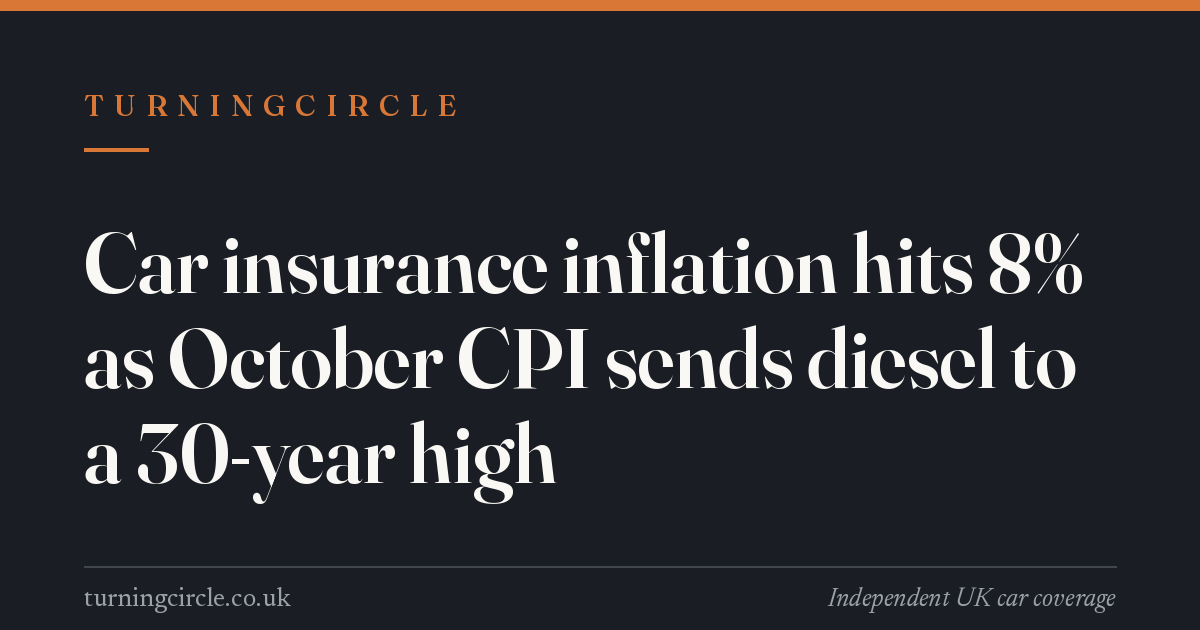 TURNINGCIRCLE
Car insurance inflation hits 8%
as October CPI sends diesel to
a 30-year high
turningcircle.co.uk
Independent UK car coverage